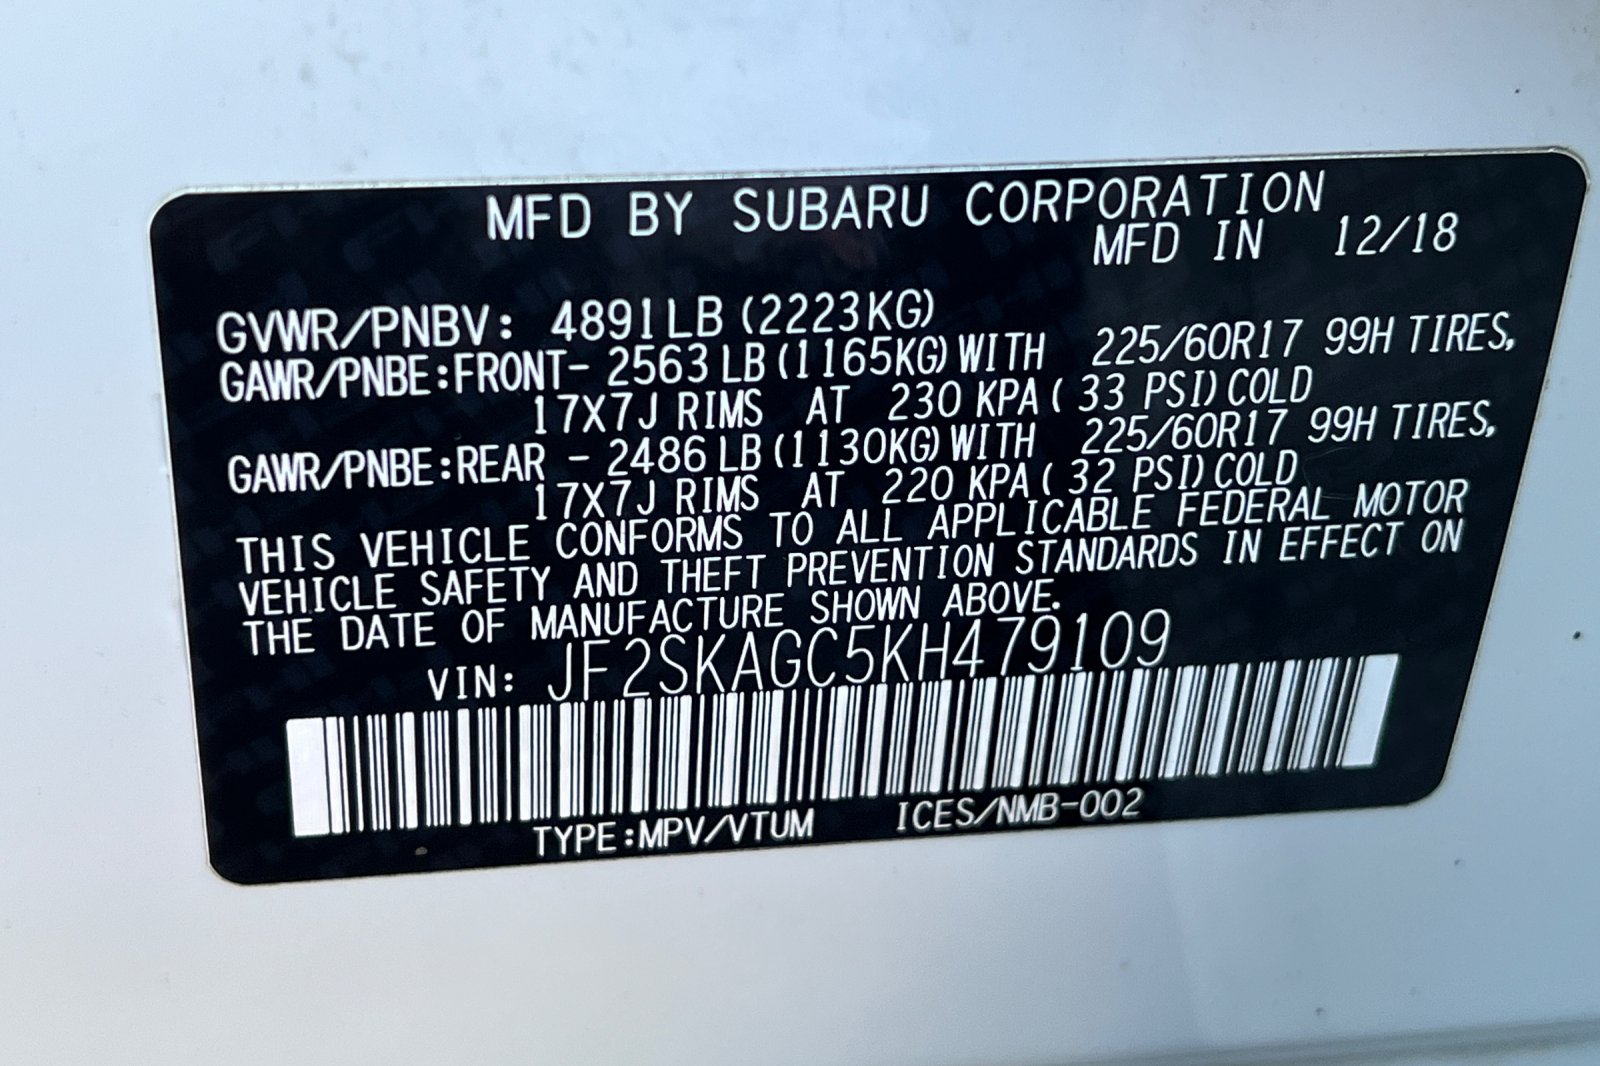 MFD BY SUBARU CORPORATION
MFD IN 12/18
GVWR/PNBV: 4891LB (2223KG)
GAWR/PNBE:FRONT- 2563 LB (1165KG) WITH 225/60R17 99H TIRES,
17X7J RIMS AT 230 KPA ( 33 PSI) COLD
GAWR/PNBE:REAR - 2486 LB (1130KG) WITH 225/60R17 99H TIRES,
17X7J RIMS AT 220 KPA ( 32 PSI) COLD
THIS VEHICLE CONFORMS TO ALL APPLICABLE FEDERAL MOTOR
VEHICLE SAFETY AND THEFT PREVENTION STANDARDS IN EFFECT ON
THE DATE OF MANUFACTURE SHOWN ABOVE.
VIN: JF2SKAGC5KH479109
TYPE:MPV/VTUM ICES/NMB-002